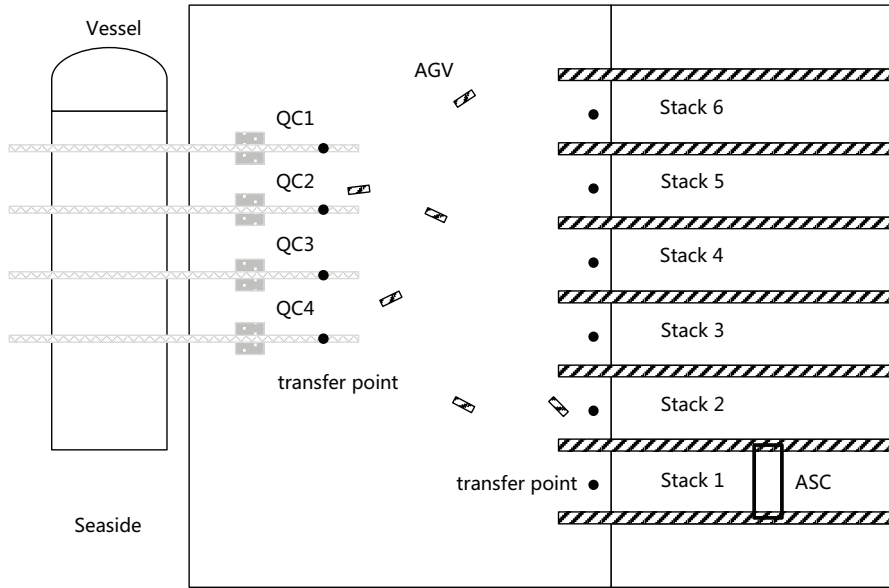 Vessel
AGV
QC1
QC2
QC3
QC4
transfer point
Stack 6
Stack 5
Stack 4
Stack 3
Stack 2
transfer point
Stack 1
ASC
Seaside